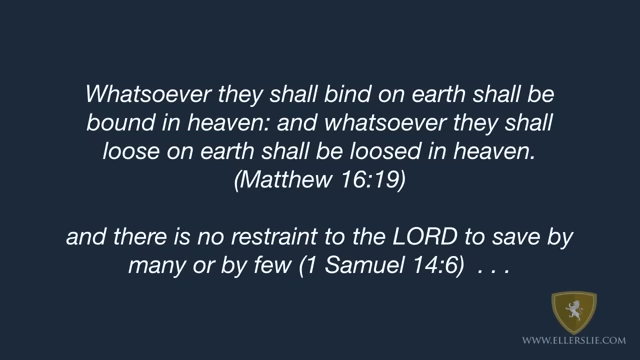 Whatsoever they shall bind on earth shall be
bound in heaven: and whatsoever they shall
loose on earth shall be loosed in heaven.
(Matthew 16:19)
and there is no restraint to the LORD to save by
many or by few (1 Samuel 14:6)  . . .
WWW.ELLERSLIE.COM